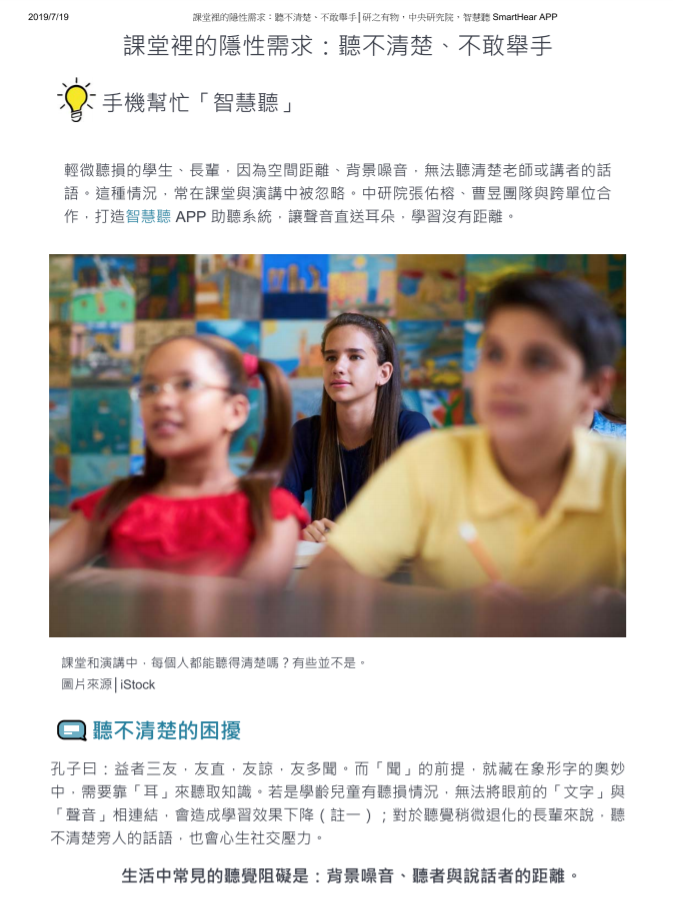 2019/7/19
課堂裡的隱性需求：聽不清楚、不敢舉手│研之有物，中央研究院，智慧聽 SmartHear APP
課堂裡的隱性需求：聽不清楚、不敢舉手
手機幫忙「智慧聽」
輕微聽損的學生、長輩，因為空間距離、背景噪音，無法聽清楚老師或講者的話
語。這種情況，常在課堂與演講中被忽略。中研院張佑榕、曹昱團隊與跨單位合
作，打造智慧聽 APP 助聽系統，讓聲音直送耳朵，學習沒有距離。
課堂和演講中，每個人都能聽得清楚嗎？有些並不是。
圖片來源│iStock
聽不清楚的困擾
孔子曰：益者三友，友直，友諒，友多聞。而「聞」的前提，就藏在象形字的奧妙
中，需要靠「耳」來聽取知識。若是學齡兒童有聽損情況，無法將眼前的「文字」與
「聲音」相連結，會造成學習效果下降（註一）；對於聽覺稍微退化的長輩來說，聽
不清楚旁人的話語，也會心生社交壓力。
生活中常見的聽覺阻礙是：背景噪音、聽者與說話者的距離。